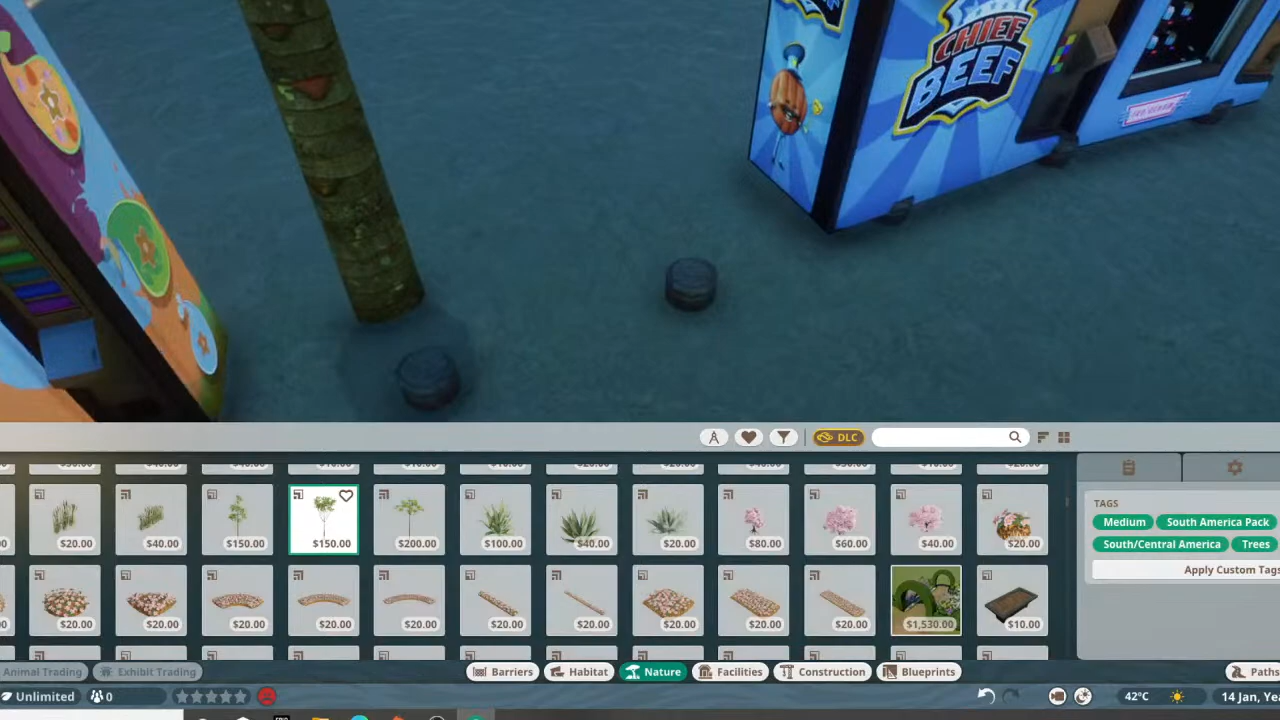 CHIEF
BEEF
DLC
$20.00 $40.00 $150.00 $150.00 $200.00 $100.00 $40.00 $20.00 $80.00 $60.00 $40.00 $20.00
TAGS
Medium South America Pack
South/Central America Trees
Apply Custom Tags
$20.00 $20.00 $20.00 $20.00 $20.00 $20.00 $20.00 $20.00 $20.00 $20.00 $1,530.00 $10.00
Animal Trading Exhibit Trading Barriers Habitat Nature Facilities Construction Blueprints Paths
Unlimited 0 42°C 14 Jan, Yea